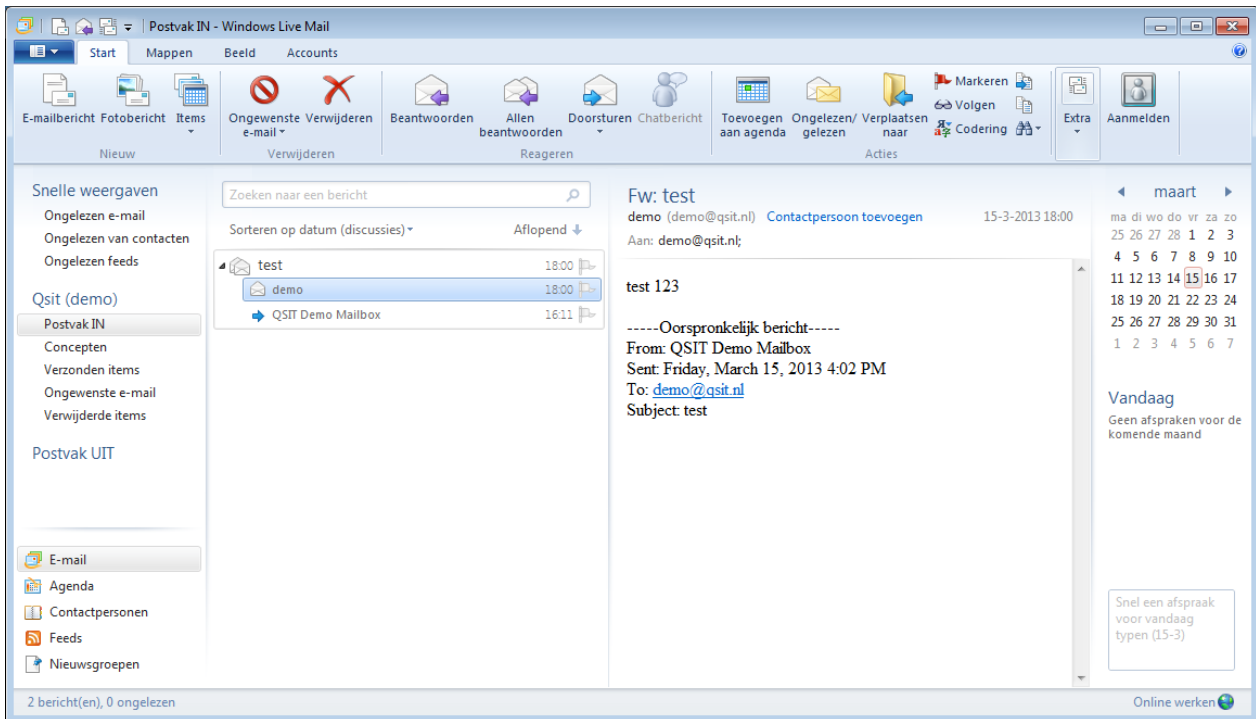 Postvak IN - Windows Live Mail
Start Mappen Beeld Accounts
E-mailbericht Fotobericht Items
Nieuw
Ongewenste e-mail Verwijderen
Verwijderen
Beantwoorden Allen beantwoorden Doorsturen Chatbericht
Reageren
Toevoegen aan agenda Ongelezen/gelezen Verplaatsen naar
Markeren
Volgen
Codering
Acties
Extra
Aanmelden
Snelle weergaven
Ongelezen e-mail
Ongelezen van contacten
Ongelezen feeds
Qsit (demo)
Postvak IN
Concepten
Verzonden items
Ongewenste e-mail
Verwijderde items
Postvak UIT
E-mail
Agenda
Contactpersonen
Feeds
Nieuwsgroepen
Zoeken naar een bericht
Sorteren op datum (discussies) Aflopend
test 18:00
demo 18:00
QSIT Demo Mailbox 16:11
Fw: test
demo (demo@qsit.nl) Contactpersoon toevoegen 15-3-2013 18:00
Aan: demo@qsit.nl;
test 123
-----Oorspronkelijk bericht-----
From: QSIT Demo Mailbox
Sent: Friday, March 15, 2013 4:02 PM
To: demo@qsit.nl
Subject: test
maart
ma di wo do vr za zo
25 26 27 28 1 2 3
4 5 6 7 8 9 10
11 12 13 14 15 16 17
18 19 20 21 22 23 24
25 26 27 28 29 30 31
1 2 3 4 5 6 7
Vandaag
Geen afspraken voor de
komende maand
Snel een afspraak
voor vandaag
typen (15-3)
2 bericht(en), 0 ongelezen
Online werken